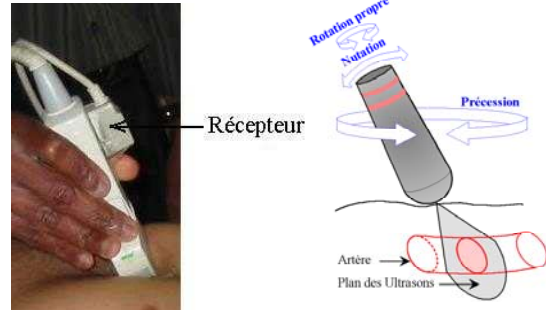 Récepteur
Rotation propre
Nutation
Précession
Artère
Plan des Ultrasons